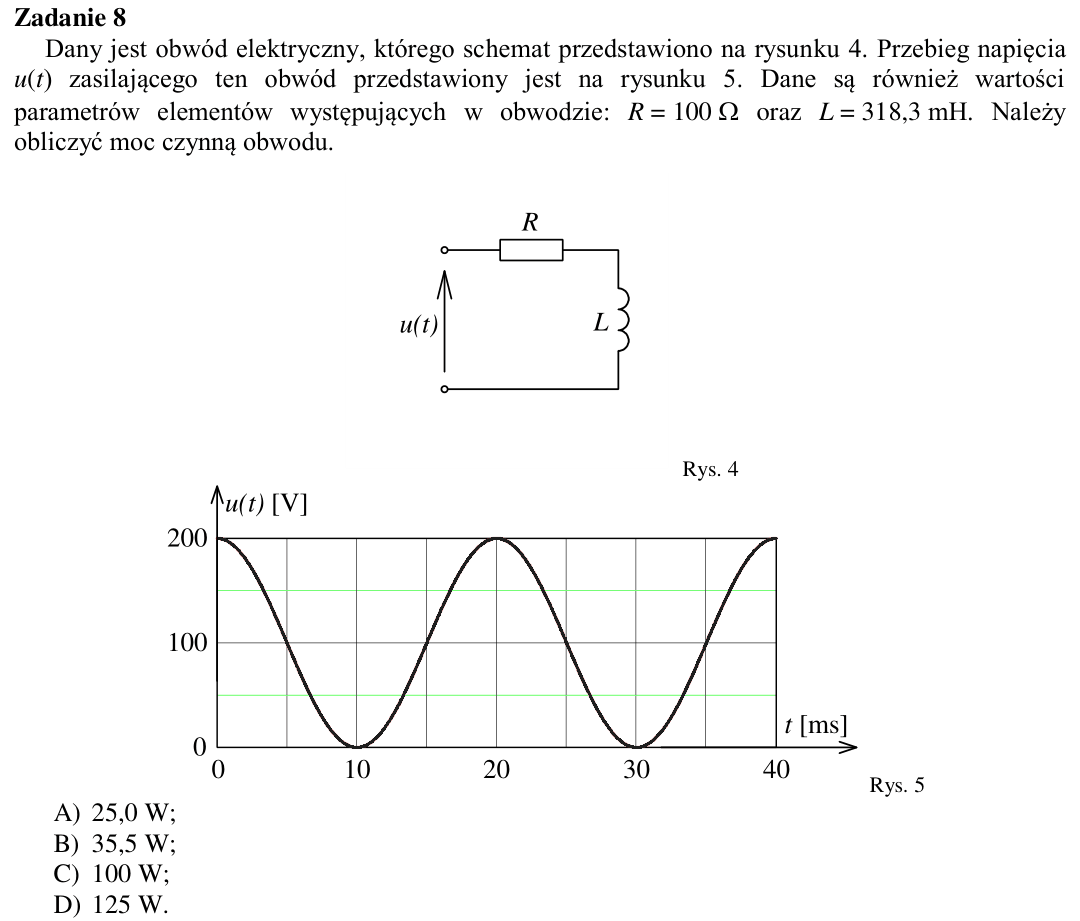 Zadanie 8
Dany jest obwód elektryczny, którego schemat przedstawiono na rysunku 4. Przebieg napięcia
u(t) zasilającego ten obwód przedstawiony jest na rysunku 5. Dane są również wartości
parametrów elementów występujących w obwodzie: R = 100 Ω oraz L = 318,3 mH. Należy
obliczyć moc czynną obwodu.
R
u(t)
L
Rys. 4
u(t) [V]
200
100
0
t [ms]
0 10 20 30 40
Rys. 5
A) 25,0 W;
B) 35,5 W;
C) 100 W;
D) 125 W.